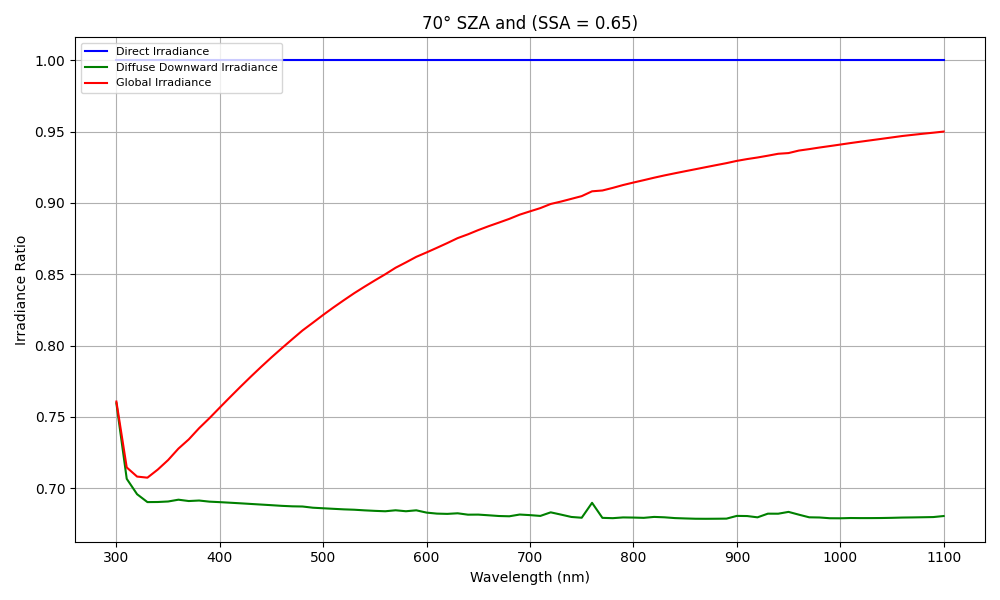 70° SZA and (SSA = 0.65)
Direct Irradiance
Diffuse Downward Irradiance
Global Irradiance
Irradiance Ratio
1.00
0.95
0.90
0.85
0.80
0.75
0.70
300 400 500 600 700 800 900 1000 1100
Wavelength (nm)